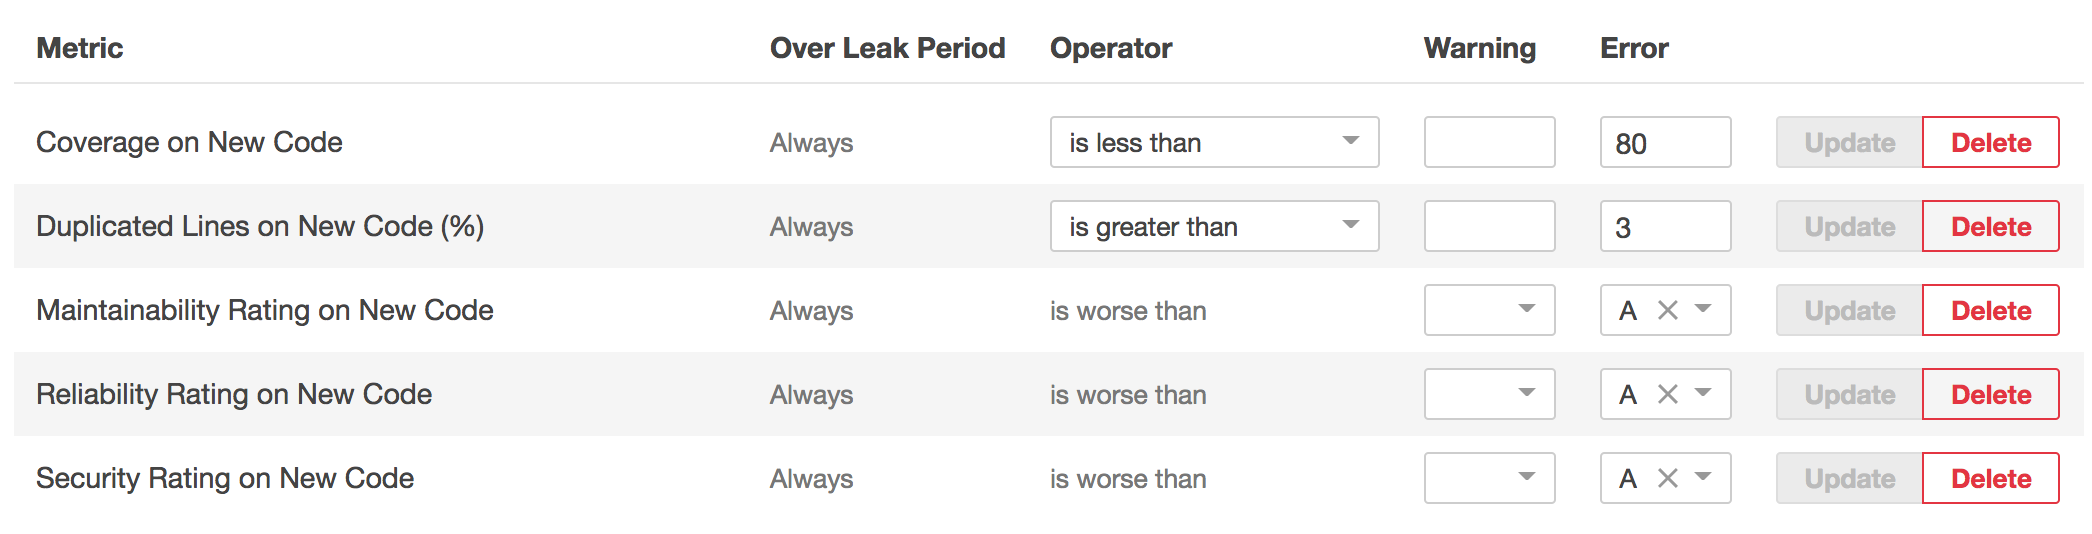 Metric Over Leak Period Operator Warning Error
Coverage on New Code Always is less than 80 Update Delete
Duplicated Lines on New Code (%) Always is greater than 3 Update Delete
Maintainability Rating on New Code Always is worse than A Update Delete
Reliability Rating on New Code Always is worse than A Update Delete
Security Rating on New Code Always is worse than A Update Delete